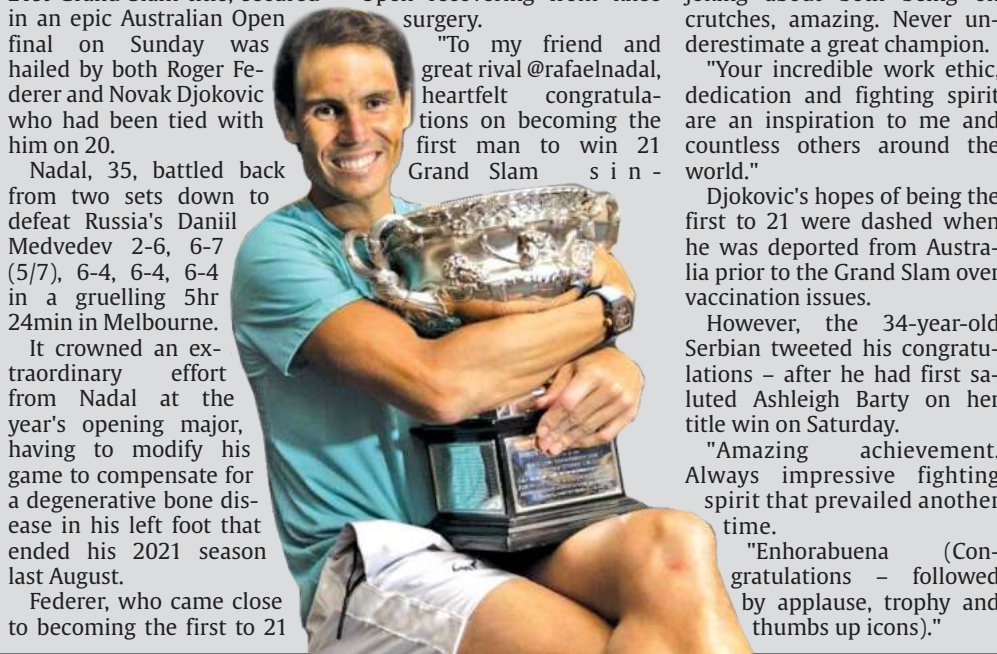 in an epic Australian Open
final on Sunday was
hailed by both Roger Fe-
derer and Novak Djokovic
who had been tied with
him on 20.
Nadal, 35, battled back
from two sets down to
defeat Russia's Daniil
Medvedev 2-6, 6-7
(5/7), 6-4, 6-4, 6-4
in a gruelling 5hr
24min in Melbourne.
It crowned an ex-
traordinary effort
from Nadal at the
year's opening major,
having to modify his
game to compensate for
a degenerative bone dis-
ease in his left foot that
ended his 2021 season
last August.
Federer, who came close
to becoming the first to 21
surgery.
"To my friend and
great rival @rafaelnadal,
heartfelt congratula-
tions on becoming the
first man to win 21
Grand Slam sin-
crutches, amazing. Never un-
derestimate a great champion.
"Your incredible work ethic,
dedication and fighting spirit
are an inspiration to me and
countless others around the
world."
Djokovic's hopes of being the
first to 21 were dashed when
he was deported from Austra-
lia prior to the Grand Slam over
vaccination issues.
However, the 34-year-old
Serbian tweeted his congratu-
lations – after he had first sa-
luted Ashleigh Barty on her
title win on Saturday.
"Amazing achievement.
Always impressive fighting
spirit that prevailed another
time.
"Enhorabuena (Con-
gratulations – followed
by applause, trophy and
thumbs up icons)."